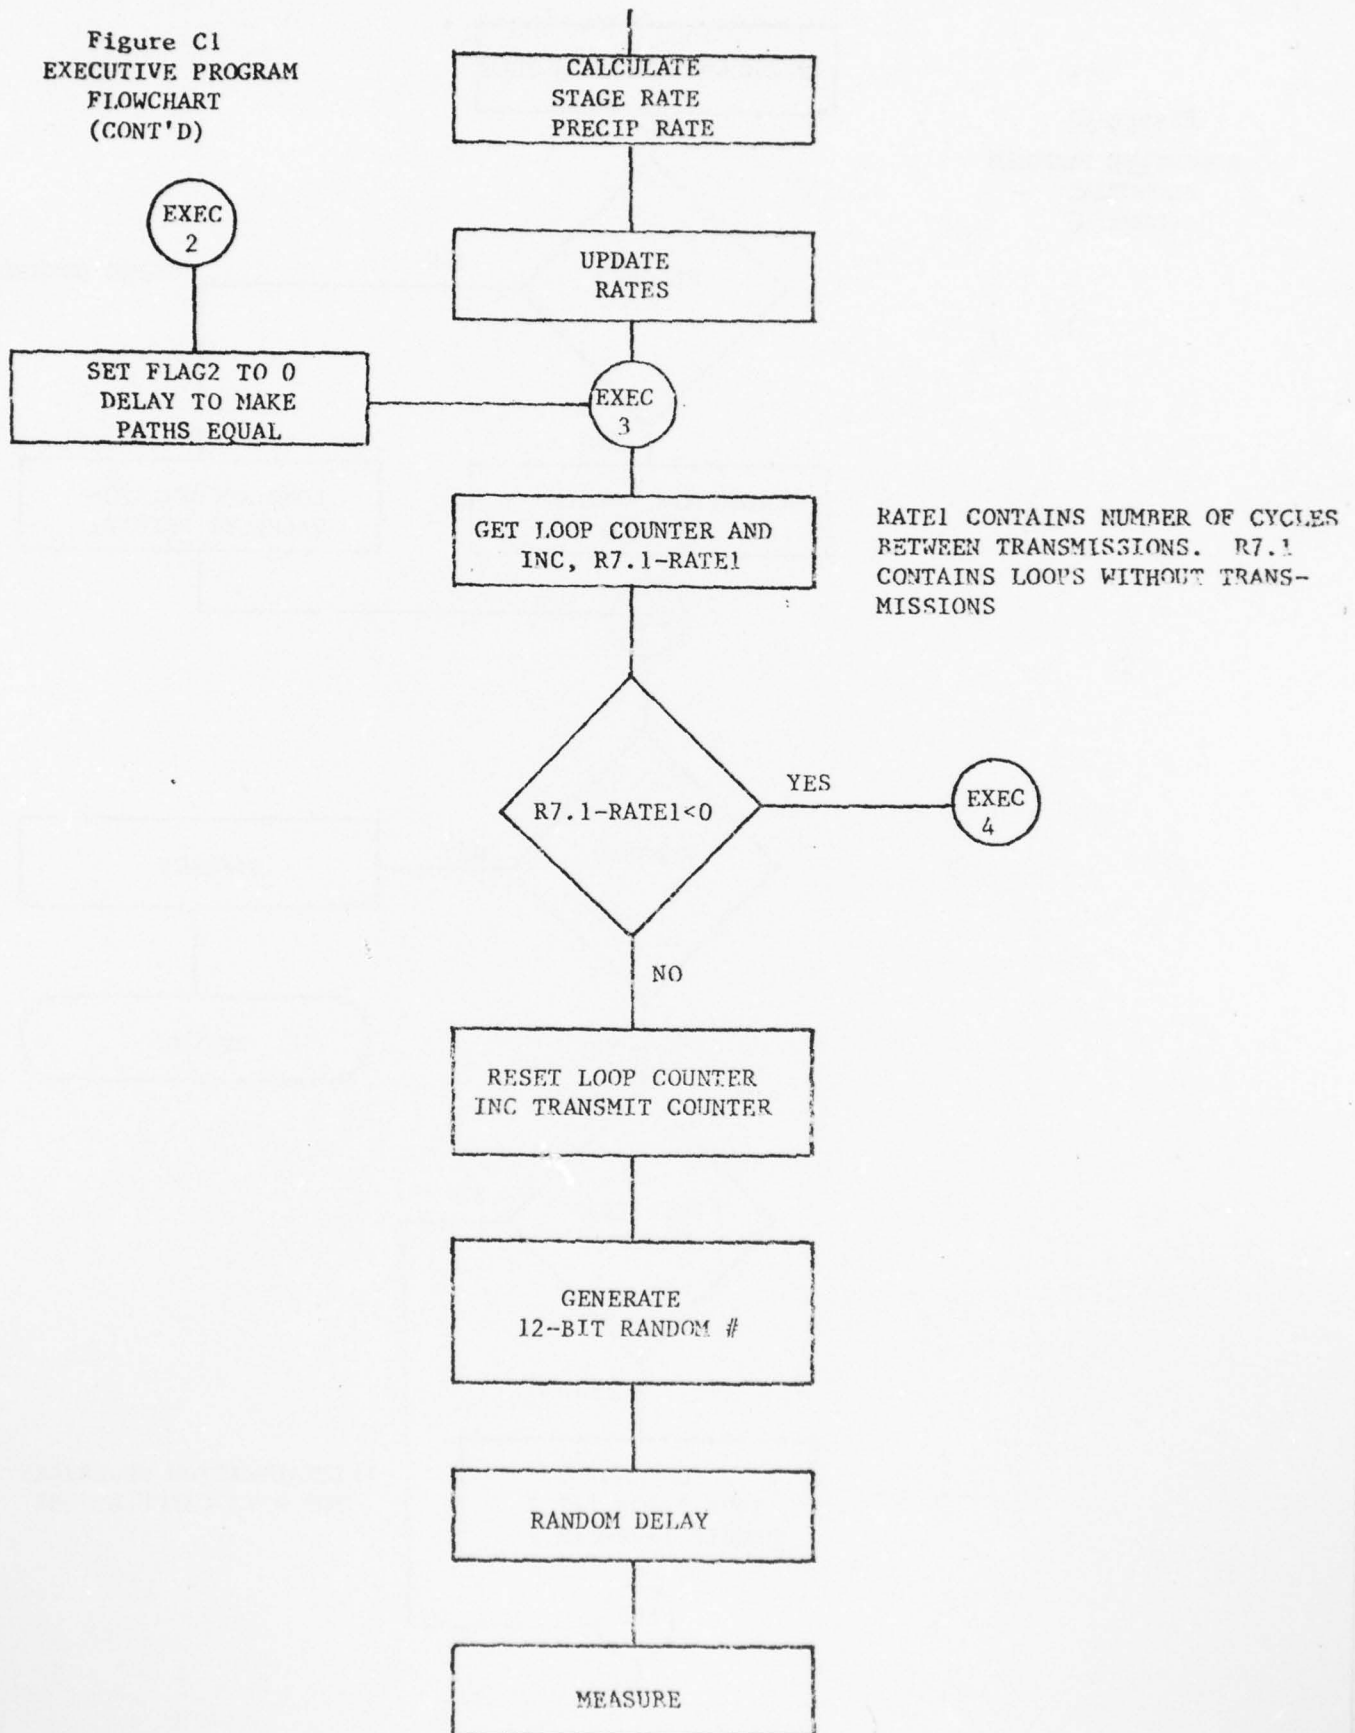 Figure C1
EXECUTIVE PROGRAM
FLOWCHART
(CONT'D)
CALCULATE
STAGE RATE
PRECIP RATE
EXEC
2
UPDATE
RATES
SET FLAG2 TO 0
DELAY TO MAKE
PATHS EQUAL
EXEC
3
GET LOOP COUNTER AND
INC, R7.1-RATE1
RATE1 CONTAINS NUMBER OF CYCLES
BETWEEN TRANSMISSIONS. R7.1
CONTAINS LOOPS WITHOUT TRANS-
MISSIONS
R7.1-RATE1<0
YES
EXEC
4
NO
RESET LOOP COUNTER
INC TRANSMIT COUNTER
GENERATE
12-BIT RANDOM #
RANDOM DELAY
MEASURE